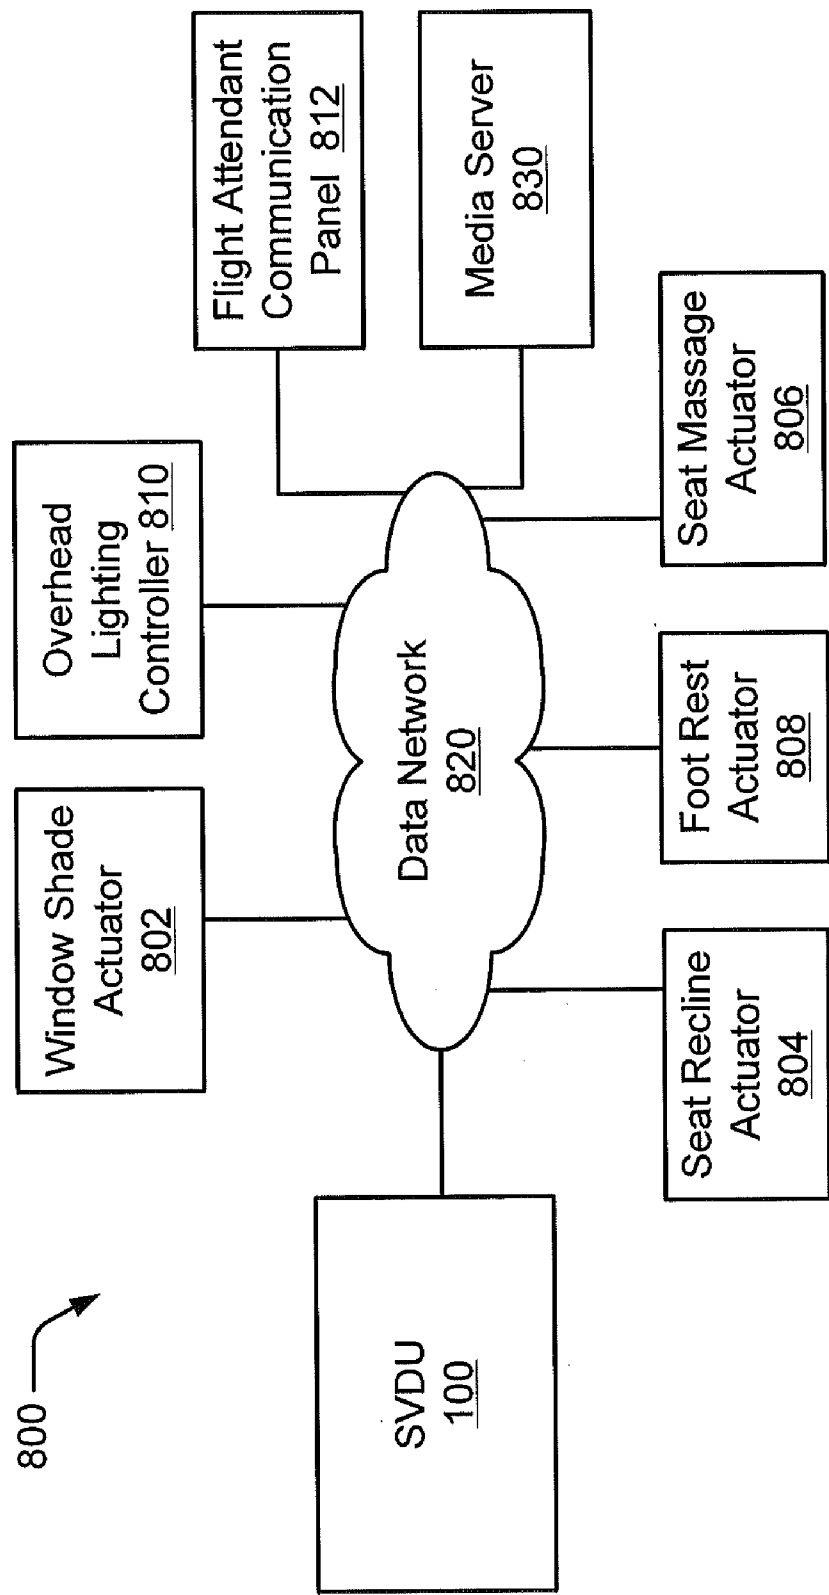 800
Window Shade
Actuator
802
Overhead
Lighting
Controller 810
Flight Attendant
Communication
Panel 812
SVDU
100
Data Network
820
Media Server
830
Seat Recline
Actuator
804
Foot Rest
Actuator
808
Seat Massage
Actuator
806